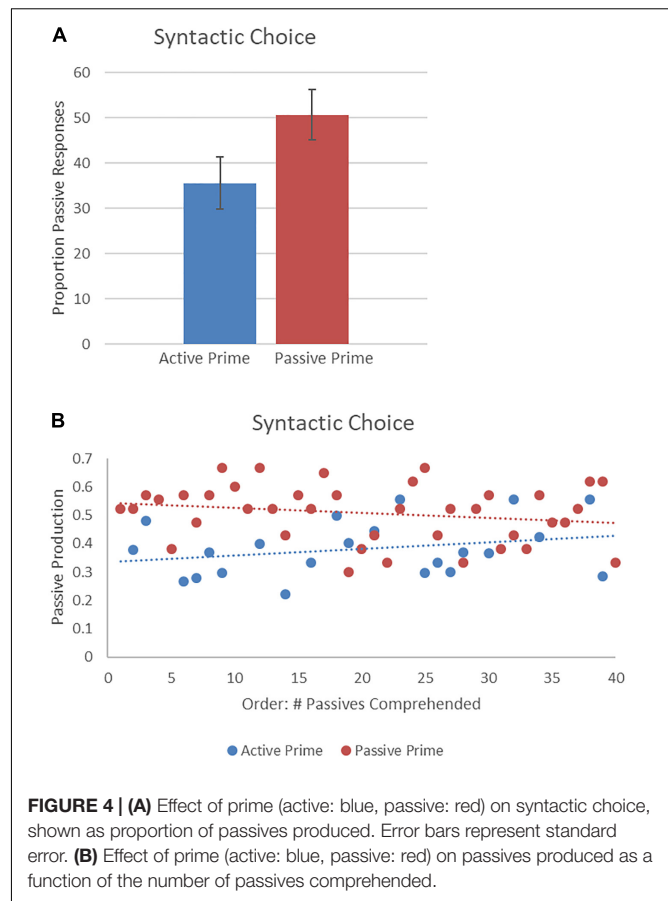 A
Syntactic Choice
Proportion Passive Responses
60
50
40
30
20
10
0
Active Prime Passive Prime
B
Syntactic Choice
Passive Production
0.7
0.6
0.5
0.4
0.3
0.2
0.1
0
0 5 10 15 20 25 30 35 40
Order: # Passives Comprehended
Active Prime Passive Prime
FIGURE 4 | (A) Effect of prime (active: blue, passive: red) on syntactic choice,
shown as proportion of passives produced. Error bars represent standard
error. (B) Effect of prime (active: blue, passive: red) on passives produced as a
function of the number of passives comprehended.